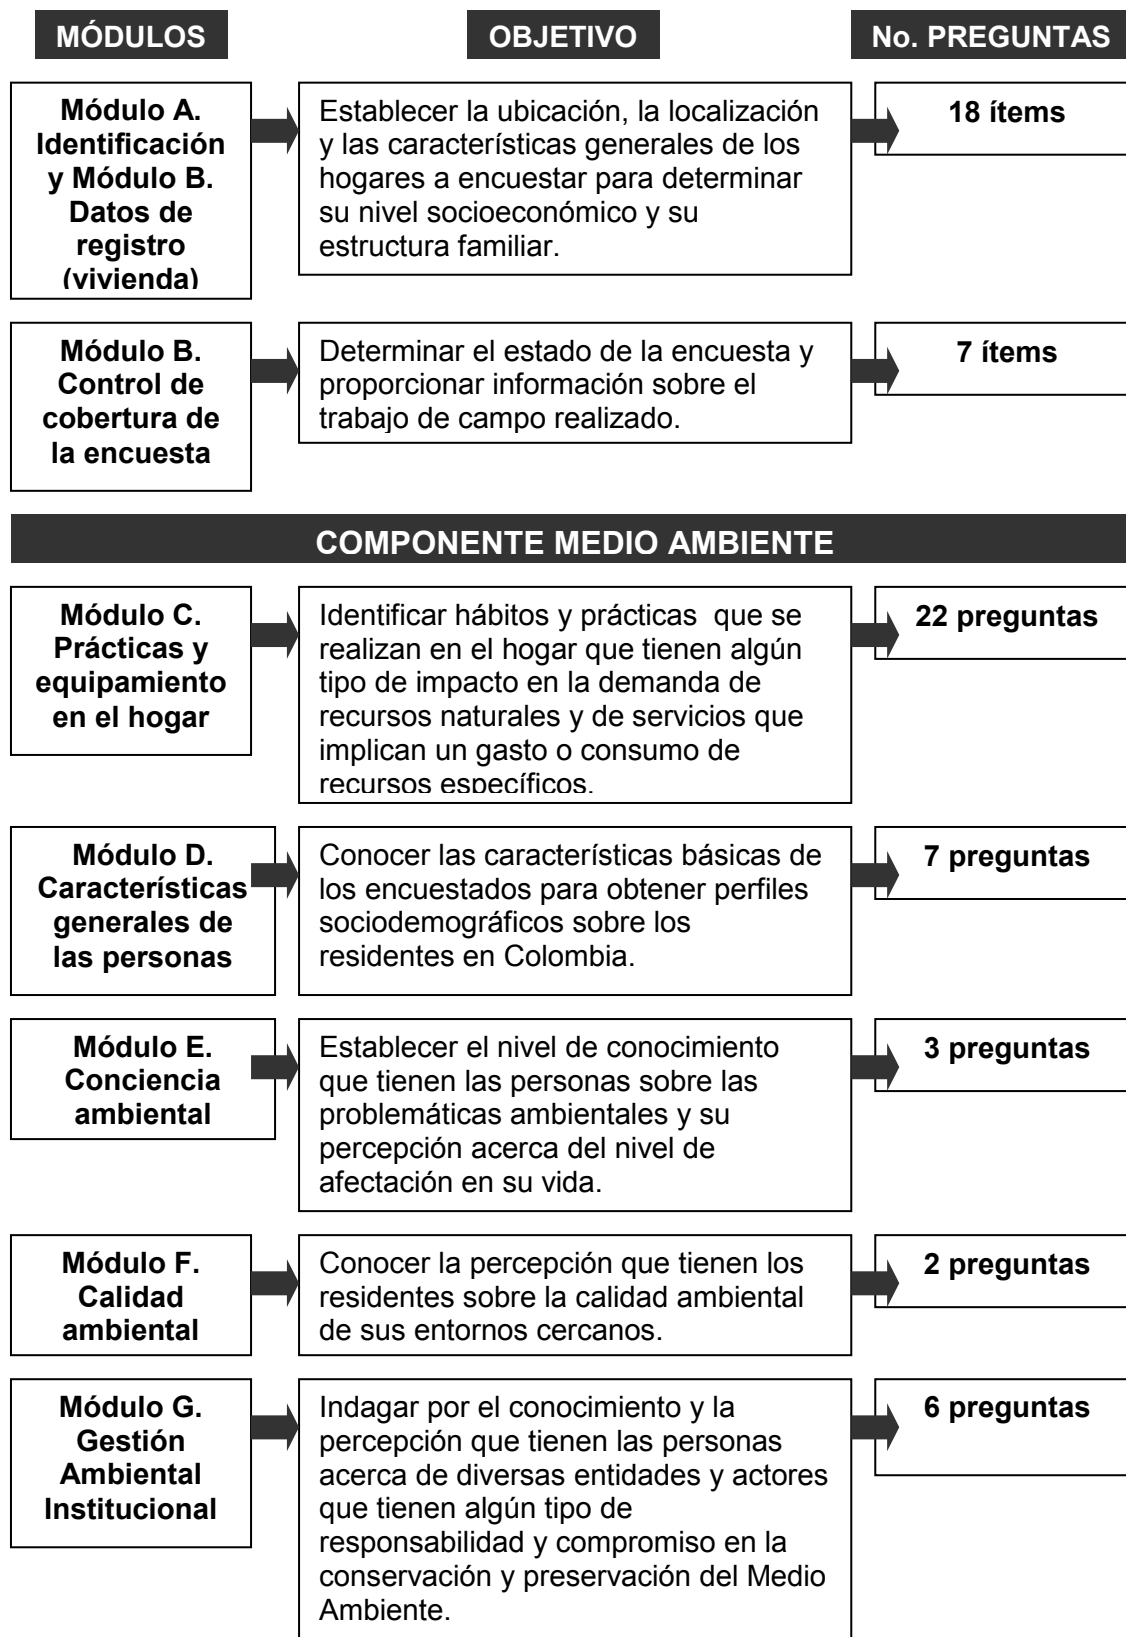 MÓDULOS
OBJETIVO
No. PREGUNTAS
Módulo A.
Identificación
y Módulo B.
Datos de
registro
(vivienda)
Establecer la ubicación, la localización
y las características generales de los
hogares a encuestar para determinar
su nivel socioeconómico y su
estructura familiar.
18 ítems
Módulo B.
Control de
cobertura de
la encuesta
Determinar el estado de la encuesta y
proporcionar información sobre el
trabajo de campo realizado.
7 ítems
COMPONENTE MEDIO AMBIENTE
Módulo C.
Prácticas y
equipamiento
en el hogar
Identificar hábitos y prácticas  que se
realizan en el hogar que tienen algún
tipo de impacto en la demanda de
recursos naturales y de servicios que
implican un gasto o consumo de
recursos específicos.
22 preguntas
Módulo D.
Características
generales de
las personas
Conocer las características básicas de
los encuestados para obtener perfiles
sociodemográficos sobre los
residentes en Colombia.
7 preguntas
Módulo E.
Conciencia
ambiental
Establecer el nivel de conocimiento
que tienen las personas sobre las
problemáticas ambientales y su
percepción acerca del nivel de
afectación en su vida.
3 preguntas
Módulo F.
Calidad
ambiental
Conocer la percepción que tienen los
residentes sobre la calidad ambiental
de sus entornos cercanos.
2 preguntas
Módulo G.
Gestión
Ambiental
Institucional
Indagar por el conocimiento y la
percepción que tienen las personas
acerca de diversas entidades y actores
que tienen algún tipo de
responsabilidad y compromiso en la
conservación y preservación del Medio
Ambiente.
6 preguntas